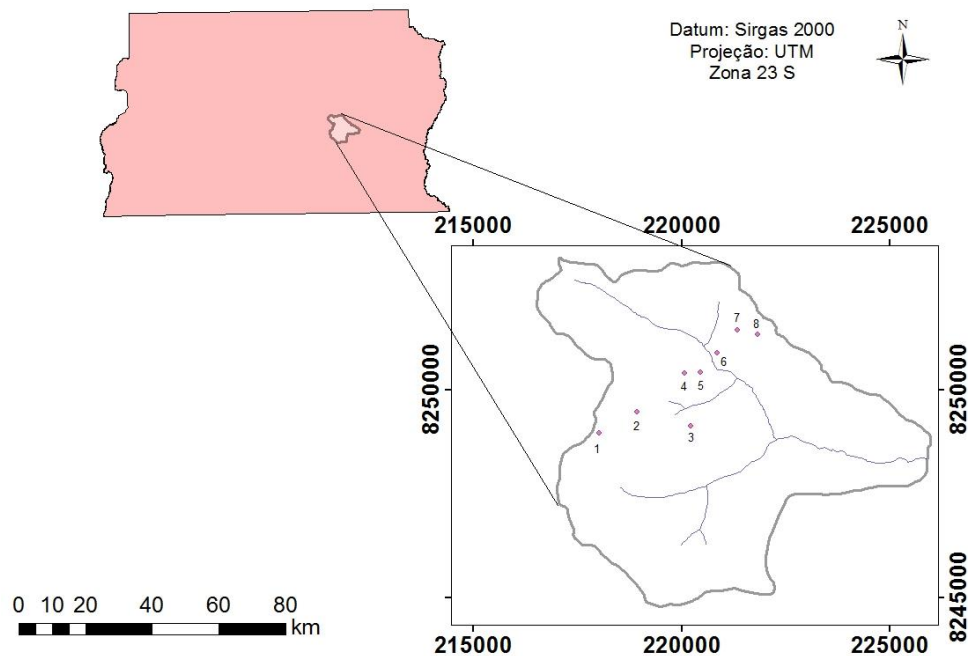 Datum: Sirgas 2000
Projeção: UTM
Zona 23 S
N
215000 220000 225000
7 8
6
8250000 4 5 8250000
2
1 3
0 10 20 40 60 80
km
8245000
215000 220000 225000